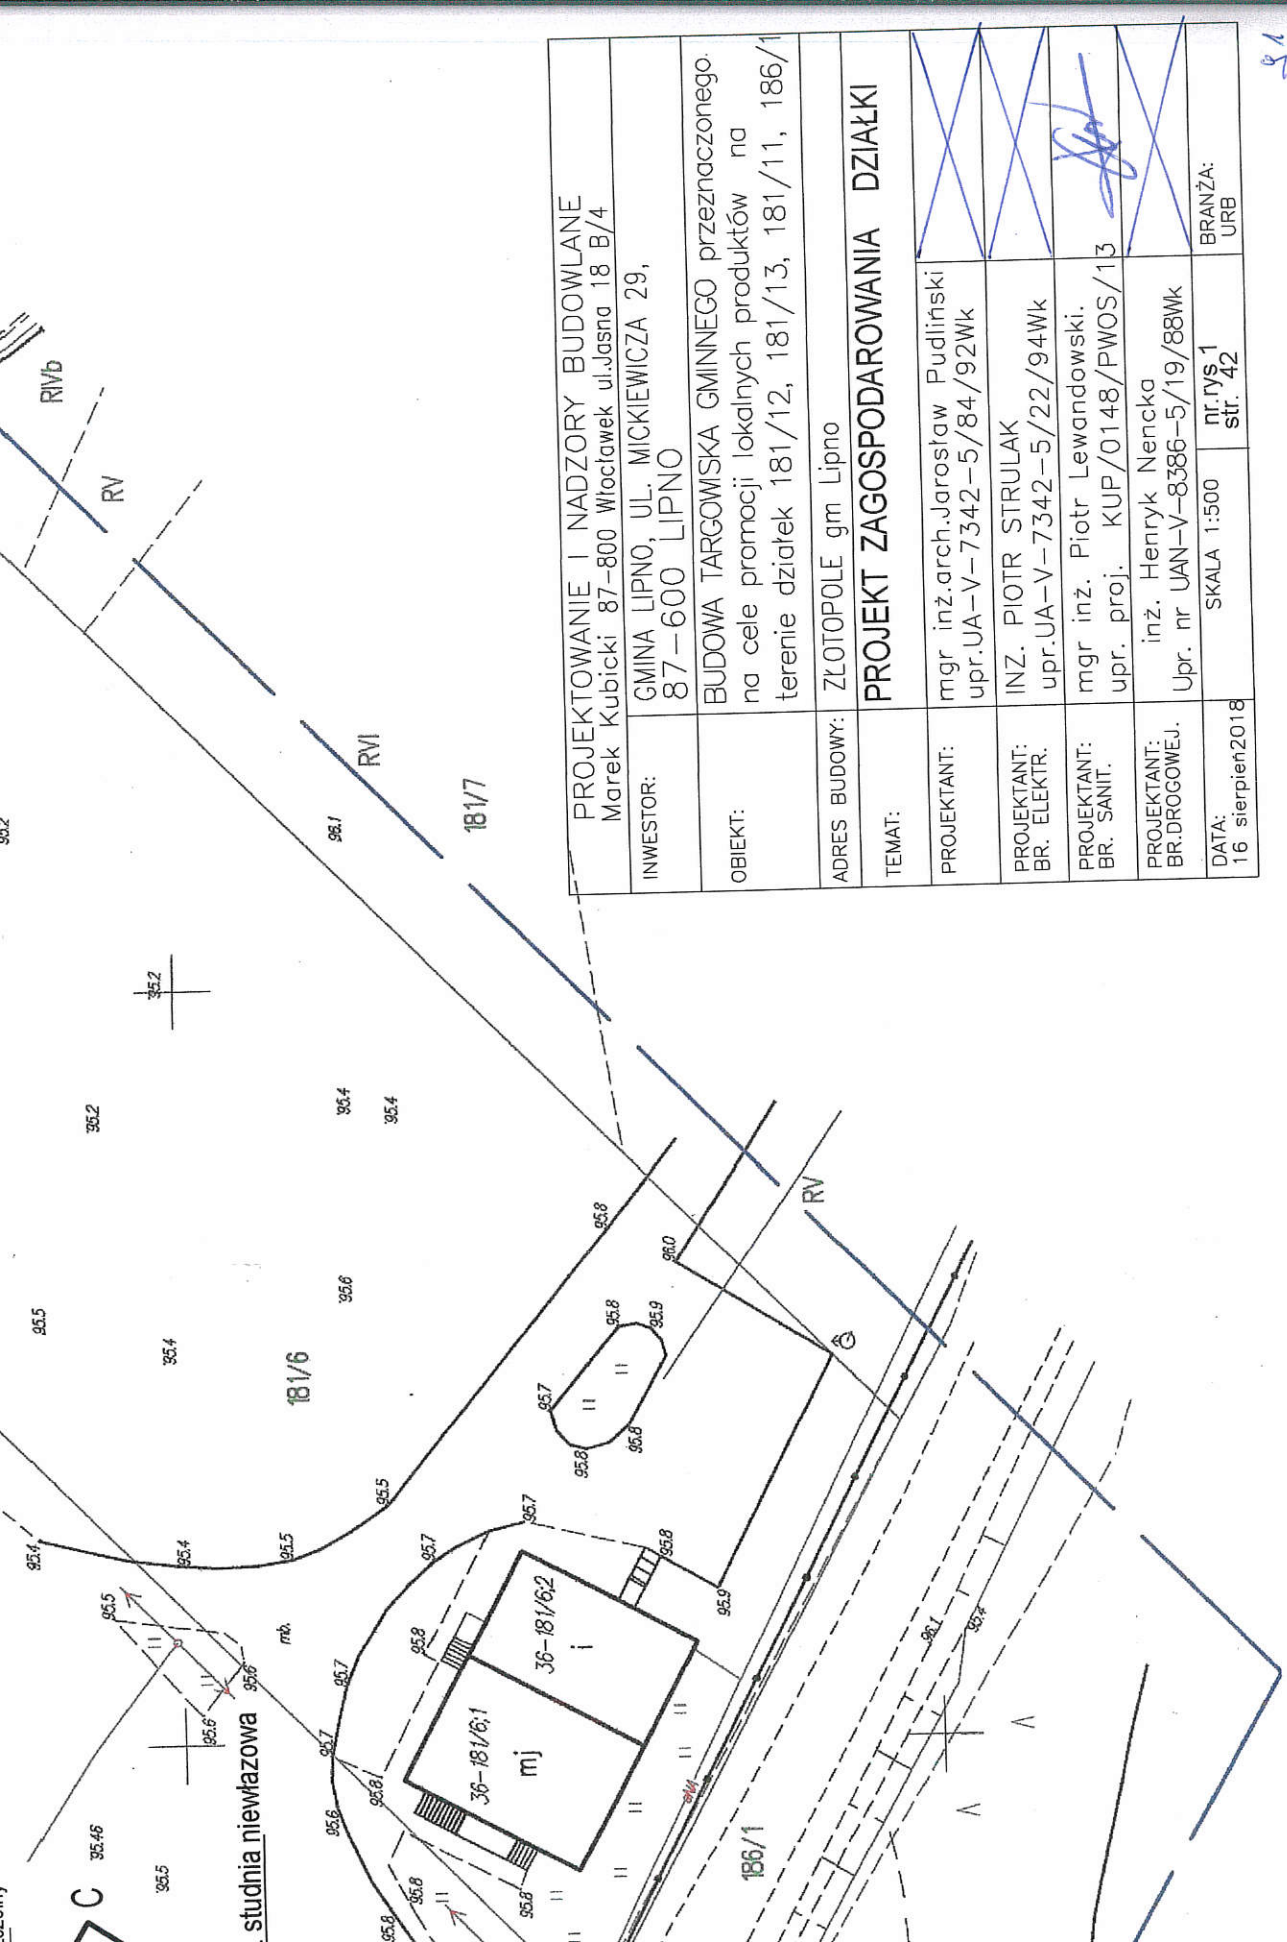 PROJEKTOWANIE I NADZORY BUDOWLANE
Marek Kubicki 87-800 Włocławek ul.Jasna 18 B/4
INWESTOR:
GMINA LIPNO, UL. MICKIEWICZA 29,
87-600 LIPNO
OBIEKT:
BUDOWA TARGOWISKA GMINNEGO przeznaczonego.
na cele promocji lokalnych produktów na
terenie działek 181/12, 181/13, 181/11, 186/1
ADRES BUDOWY:
ZŁOTOPOLE gm Lipno
TEMAT:
PROJEKT ZAGOSPODAROWANIA DZIAŁKI
PROJEKTANT:
mgr inż.arch.Jarosław Pudliński
upr.UA-V-7342-5/84/92Wk
PROJEKTANT:
BR. ELEKTR.
INZ. PIOTR STRULAK
upr.UA-V-7342-5/22/94Wk
PROJEKTANT:
BR. SANIT.
mgr inż. Piotr Lewandowski.
upr. proj. KUP/0148/PWOS/13
PROJEKTANT:
BR.DROGOWEJ.
inż. Henryk Nencka
Upr. nr UAN-V-8386-5/19/88Wk
DATA:
16 sierpień2018
SKALA 1:500
nr.rys 1
str. 42
BRANŻA:
URB
91
RIVb
RV
RVI
181/7
96.1
95.2
95.2
95.2
95.4
95.4
95.5
95.4
95.6
181/6
95.8
96.0
RV
95.8
95.9
95.7
95.8
95.8
95.5
95.4
95.4
95.5
95.7
95.7
95.8
95.9
95.5
mb.
95.6
95.6
95.8
95.7
95.7
95.8
95.6
36-181/6;2
i
36-181/6;1
mj
studnia niewłazowa
C
95.46
95.5
95.8
95.8
95.8
96.1
95.4
186/1